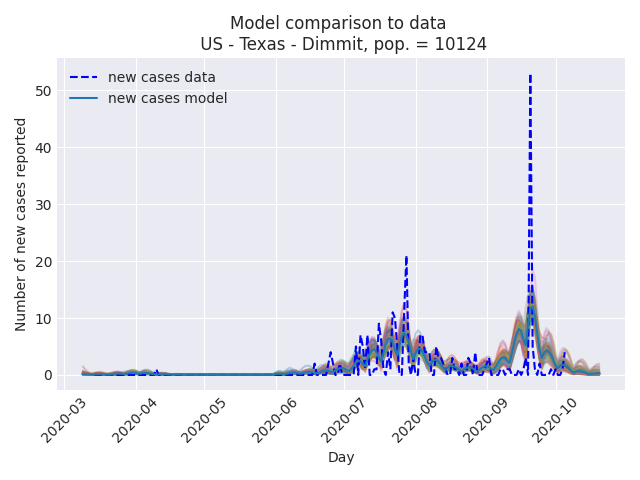 Model comparison to data
US - Texas - Dimmit, pop. = 10124
new cases data
new cases model
Number of new cases reported
50
40
30
20
10
0
2020-03
2020-04
2020-05
2020-06
2020-07
2020-08
2020-09
2020-10
Day